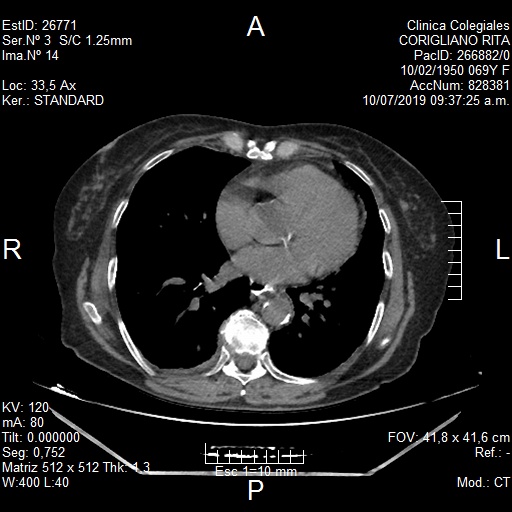 EstID: 26771
Ser.Nº 3 S/C 1.25mm
Ima.Nº 14
Loc: 33,5 Ax
Ker.: STANDARD
A
Clinica Colegiales
CORIGLIANO RITA
PacID: 266882/0
10/02/1950 069Y F
AccNum: 828381
10/07/2019 09:37:25 a.m.
R
L
KV: 120
mA: 80
Tilt: 0.000000
Seg: 0,752
Matriz 512 x 512 Thk: 1.3
W:400 L:40
Esc 1=10 mm
P
FOV: 41,8 x 41,6 cm
Ref.: -
Mod.: CT